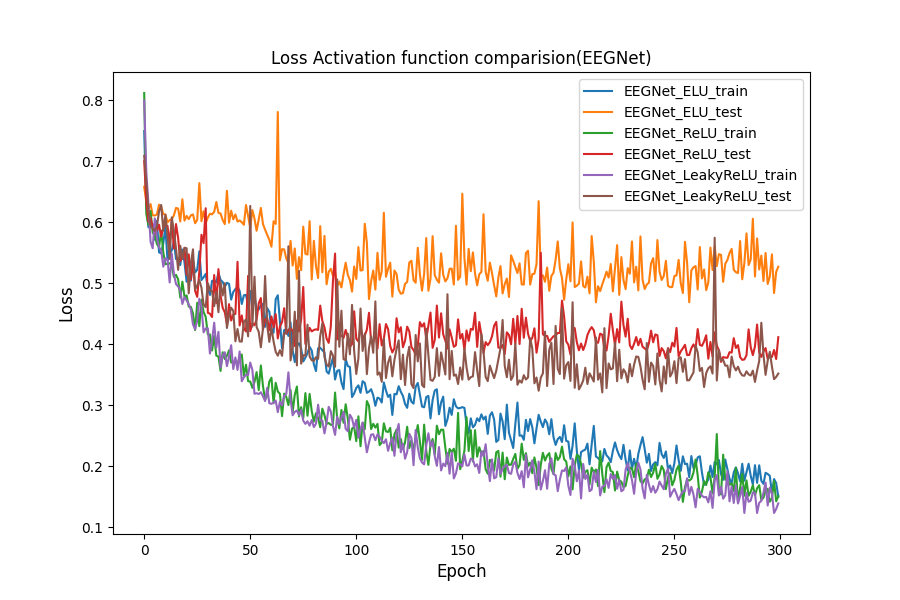 Loss Activation function comparision(EEGNet)
EEGNet_ELU_train
EEGNet_ELU_test
EEGNet_ReLU_train
EEGNet_ReLU_test
EEGNet_LeakyReLU_train
EEGNet_LeakyReLU_test
Loss
0.8
0.7
0.6
0.5
0.4
0.3
0.2
0.1
0 50 100 150 200 250 300
Epoch